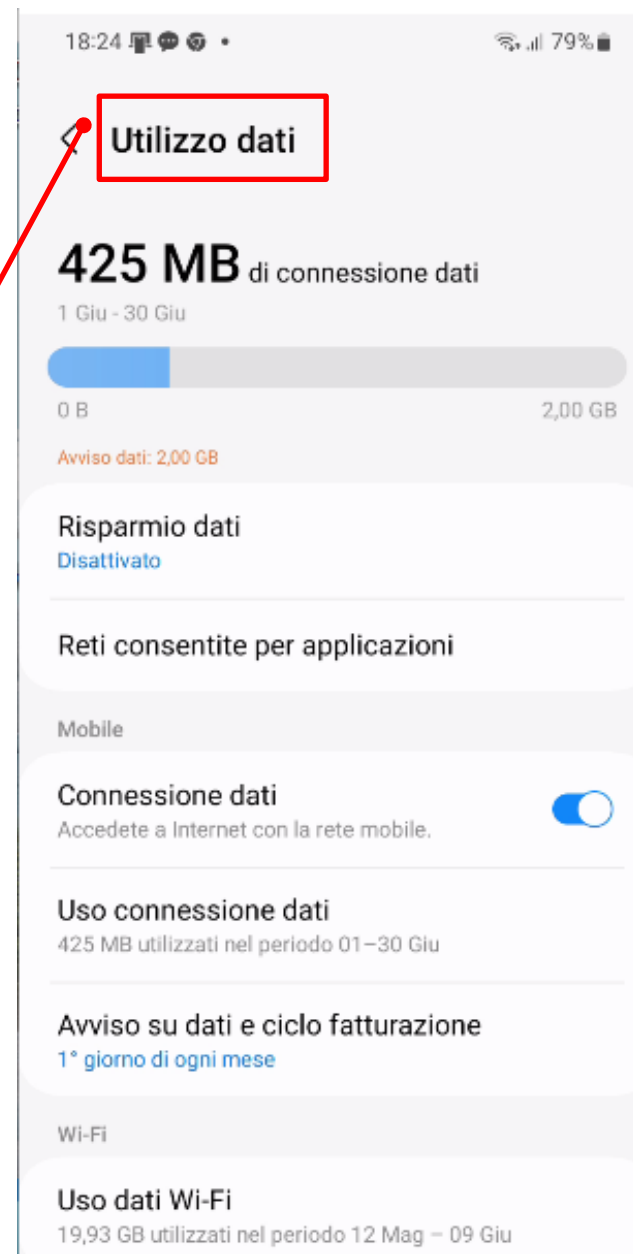 18:24 79%
Utilizzo dati
425 MB di connessione dati
1 Giu - 30 Giu
0 B 2,00 GB
Avviso dati: 2,00 GB
Risparmio dati
Disattivato
Reti consentite per applicazioni
Mobile
Connessione dati
Accedete a Internet con la rete mobile.
Uso connessione dati
425 MB utilizzati nel periodo 01–30 Giu
Avviso su dati e ciclo fatturazione
1° giorno di ogni mese
Wi-Fi
Uso dati Wi-Fi
19,93 GB utilizzati nel periodo 12 Mag – 09 Giu